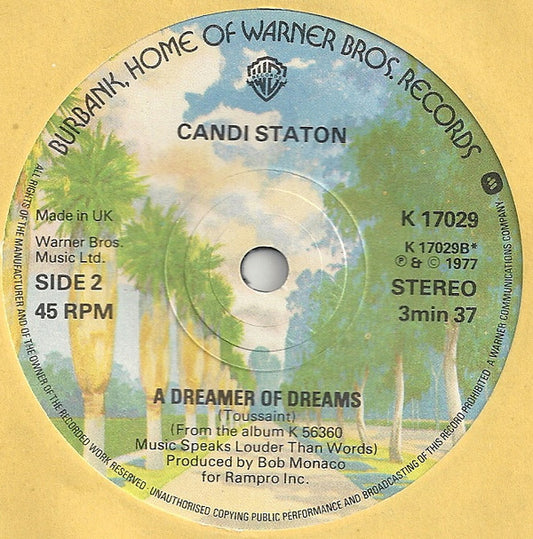 BURBANK, HOME OF WARNER BROS. RECORDS
CANDI STATON
Made in UK
Warner Bros.
Music Ltd.
SIDE 2
45 RPM
K 17029
K 17029B*
℗ & © 1977
STEREO
3min 37
A DREAMER OF DREAMS
(Toussaint)
(From the album K 56360
Music Speaks Louder Than Words)
Produced by Bob Monaco
for Rampro Inc.
ALL RIGHTS OF THE MANUFACTURER AND OF THE OWNER OF THE RECORDED WORK RESERVED · UNAUTHORISED COPYING PUBLIC PERFORMANCE AND BROADCASTING OF THIS RECORD PROHIBITED. A WARNER COMMUNICATIONS COMPANY